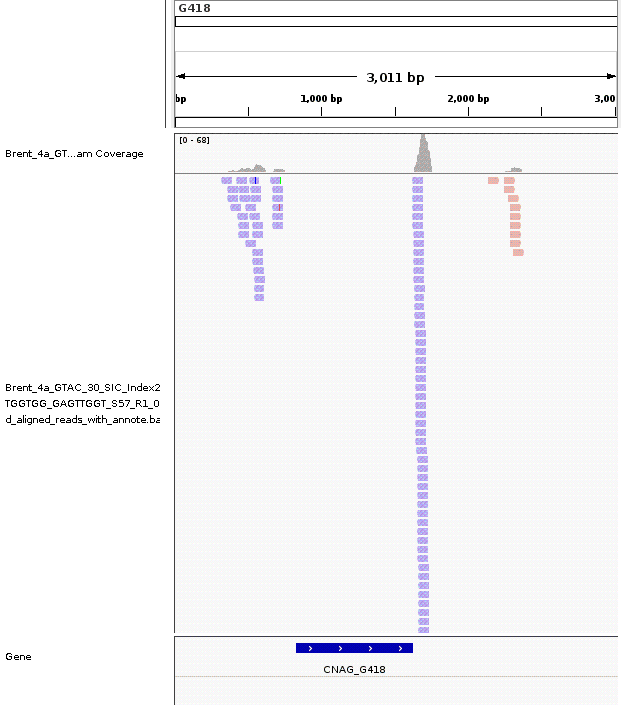 G418
3,011 bp
bp 1,000 bp 2,000 bp 3,00
Brent_4a_GT...am Coverage
[0 - 68]
Brent_4a_GTAC_30_SIC_Index2
TGGTGG_GAGTTGGT_S57_R1_0
d_aligned_reads_with_annote.ba
Gene
CNAG_G418